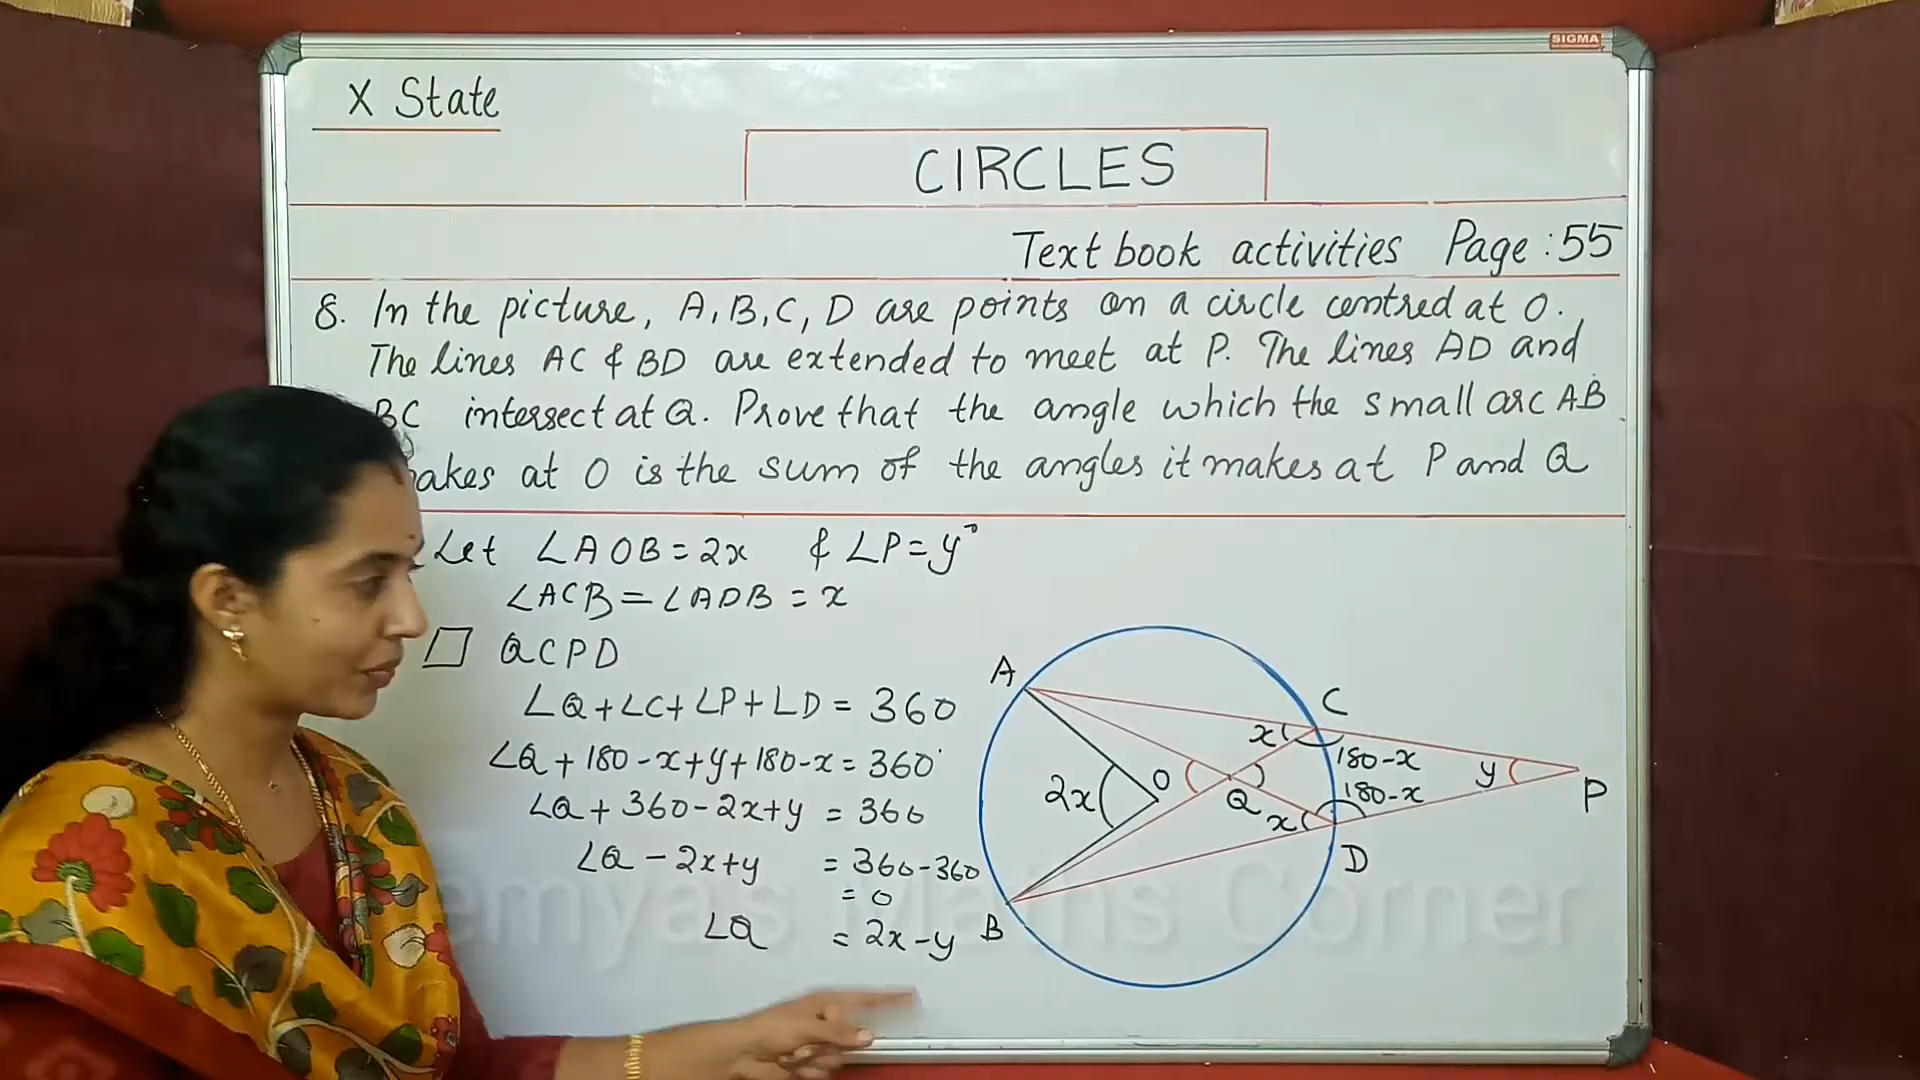 SIGMA
X State
CIRCLES
Text book activities Page : 55
8. In the picture, A, B, C, D are points on a circle centred at O.
The lines AC & BD are extended to meet at P. The lines AD and
BC intersect at Q. Prove that the angle which the small arc AB
at O is the sum of the angles it makes at P and Q
Let ∠AOB = 2x & ∠P = y°
∠ACB = ∠ADB = x
□ QCPD
∠Q + ∠C + ∠P + ∠D = 360
∠Q + 180 - x + y + 180 - x = 360°
∠Q + 360 - 2x + y = 360
∠Q - 2x + y = 360 - 360
= 0
∠Q = 2x - y
A
C
x
180-x
2x
O
Q
y
P
x
180-x
D
B